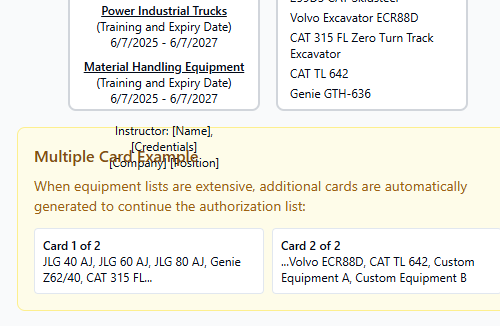 Power Industrial Trucks
(Training and Expiry Date)
6/7/2025 - 6/7/2027
Material Handling Equipment
(Training and Expiry Date)
6/7/2025 - 6/7/2027
Volvo Excavator ECR88D
CAT 315 FL Zero Turn Track
Excavator
CAT TL 642
Genie GTH-636
Instructor: [Name],
[Credentials]
[Company] [Position]
Multiple Card Example
When equipment lists are extensive, additional cards are automatically
generated to continue the authorization list:
Card 1 of 2
JLG 40 AJ, JLG 60 AJ, JLG 80 AJ, Genie
Z62/40, CAT 315 FL...
Card 2 of 2
...Volvo ECR88D, CAT TL 642, Custom
Equipment A, Custom Equipment B